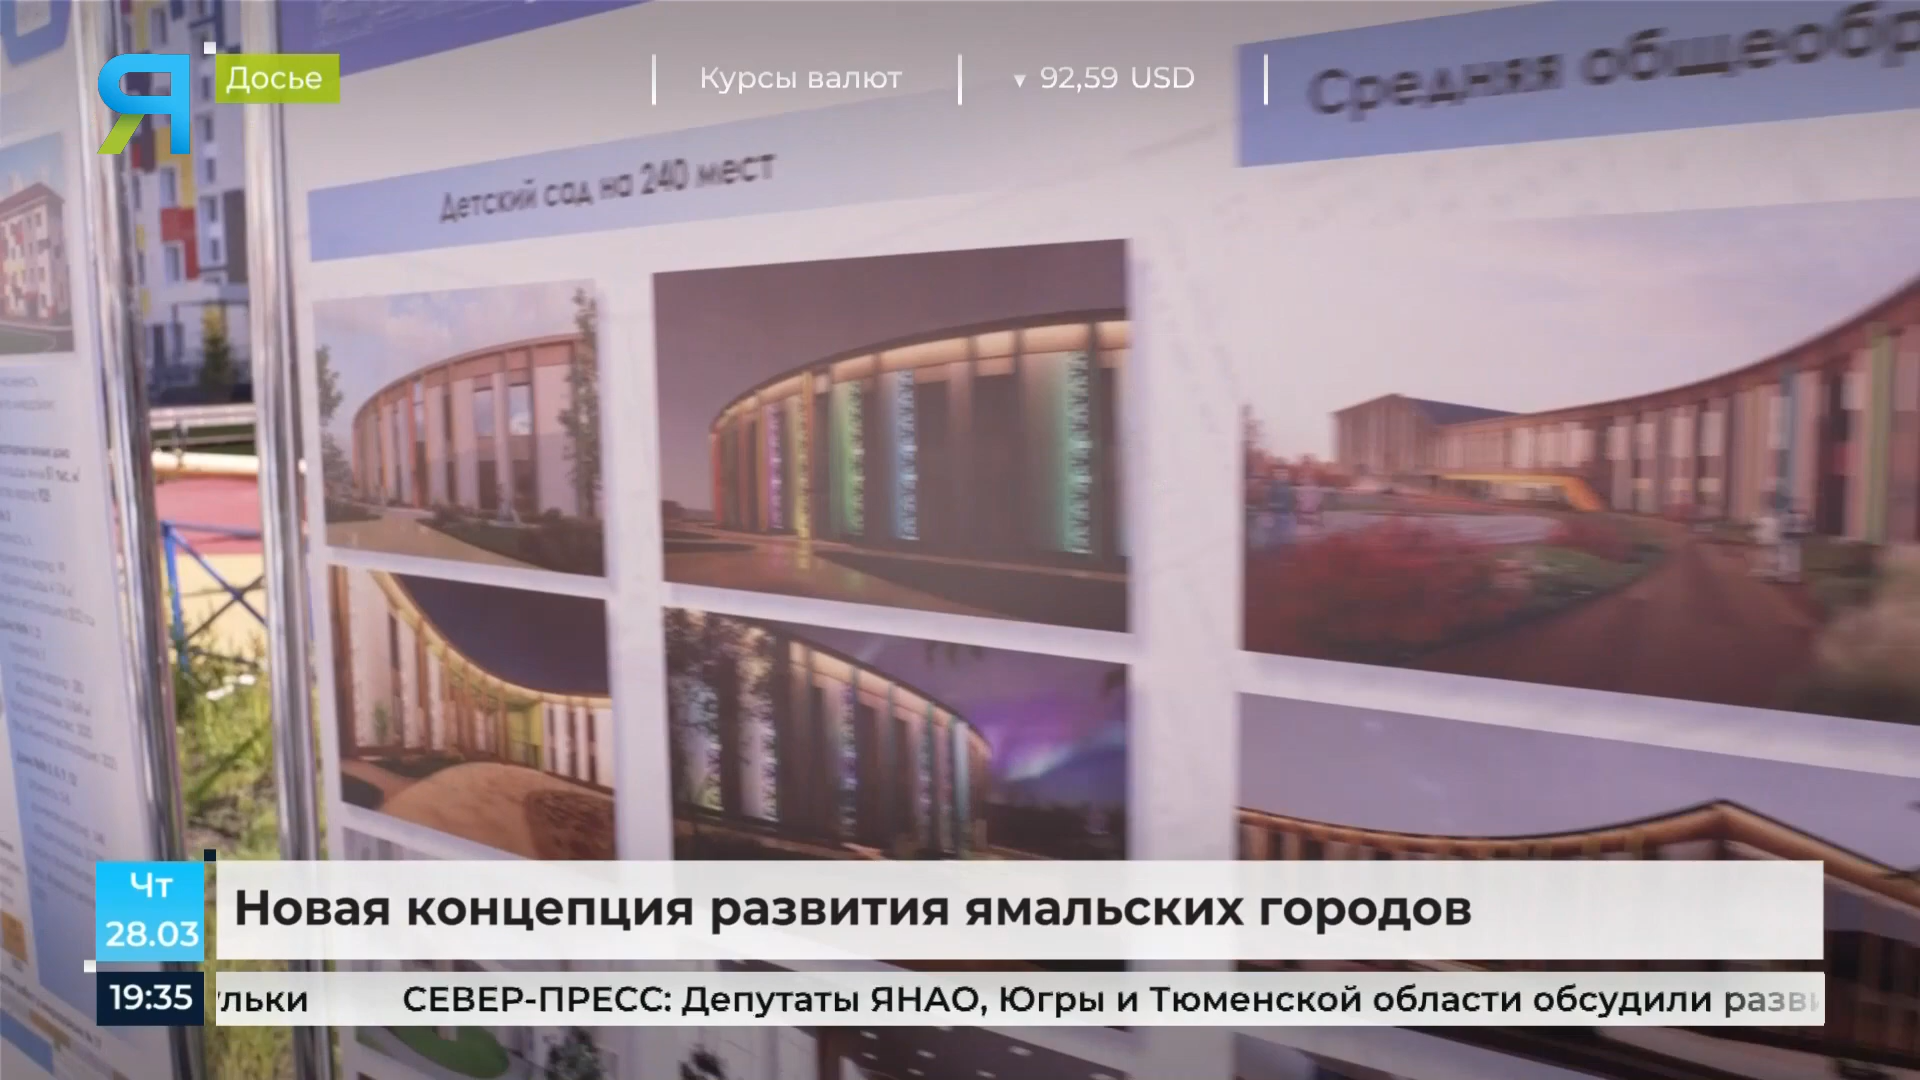 Я
Досье
Курсы валют
▼ 92,59 USD
Средняя общеобр
Детский сад на 240 мест
Чт
28.03
Новая концепция развития ямальских городов
19:35
льки СЕВЕР-ПРЕСС: Депутаты ЯНАО, Югры и Тюменской области обсудили разви